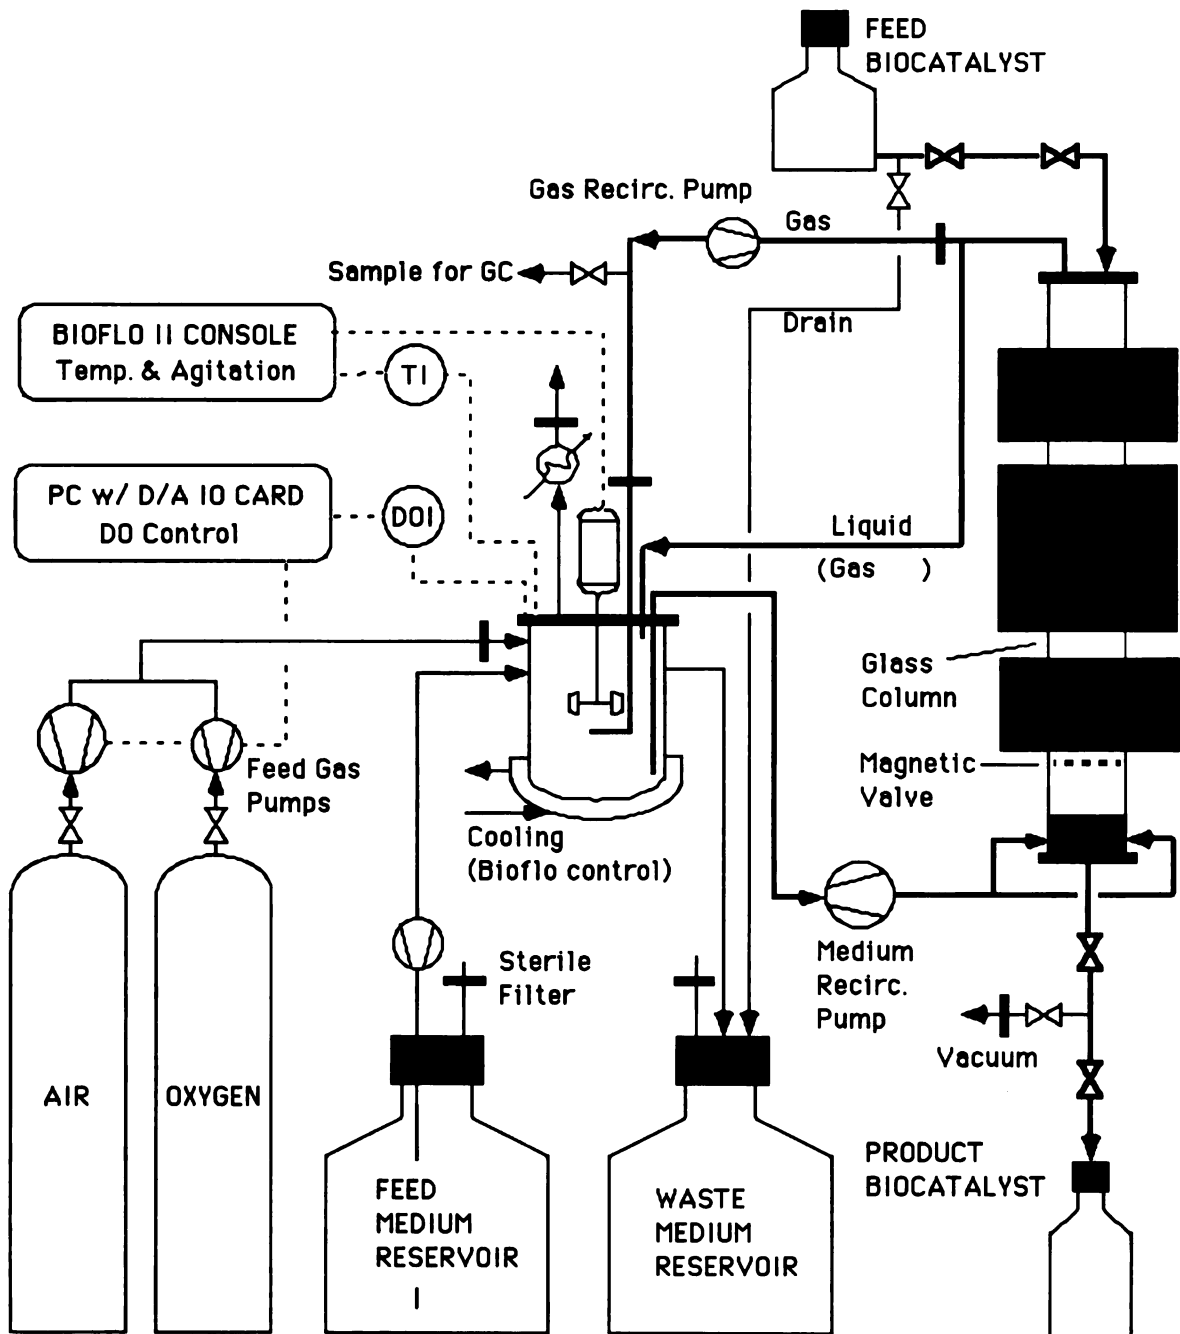 FEED
BIOCATALYST
Gas Recirc. Pump
Gas
Sample for GC
Drain
BIOFLO II CONSOLE
Temp. & Agitation
TI
PC w/ D/A IO CARD
DO Control
DOI
Liquid
(Gas )
Glass
Column
Magnetic
Valve
Feed Gas
Pumps
Cooling
(Bioflo control)
Sterile
Filter
Medium
Recirc.
Pump
Vacuum
AIR
OXYGEN
PRODUCT
BIOCATALYST
FEED
MEDIUM
RESERVOIR
WASTE
MEDIUM
RESERVOIR